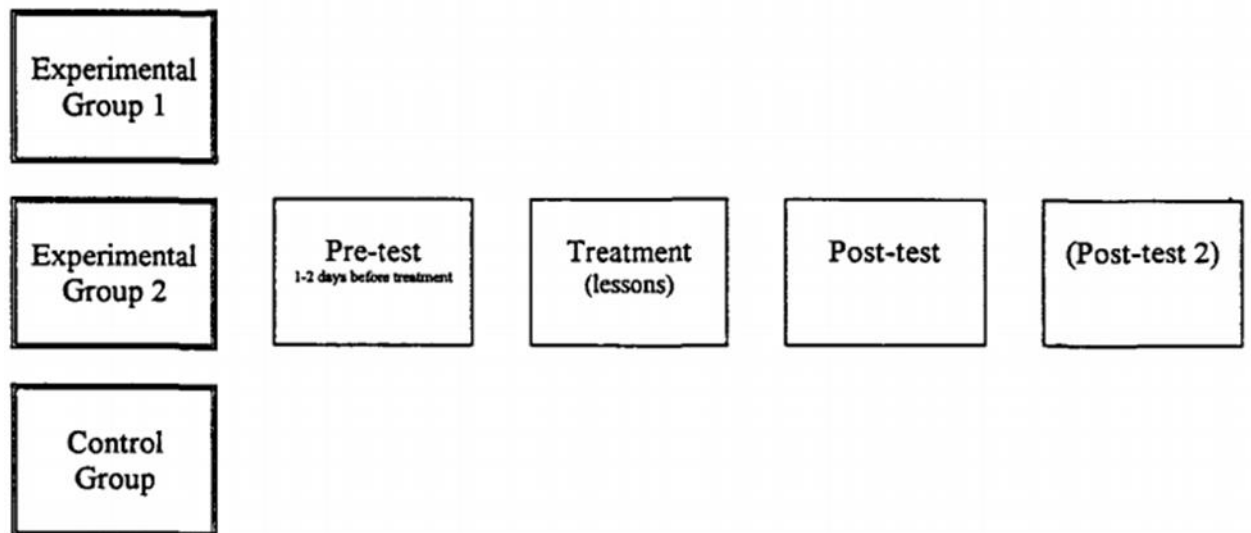 Experimental
Group 1
Experimental
Group 2
Pre-test
1-2 days before treatment
Treatment
(lessons)
Post-test
(Post-test 2)
Control
Group